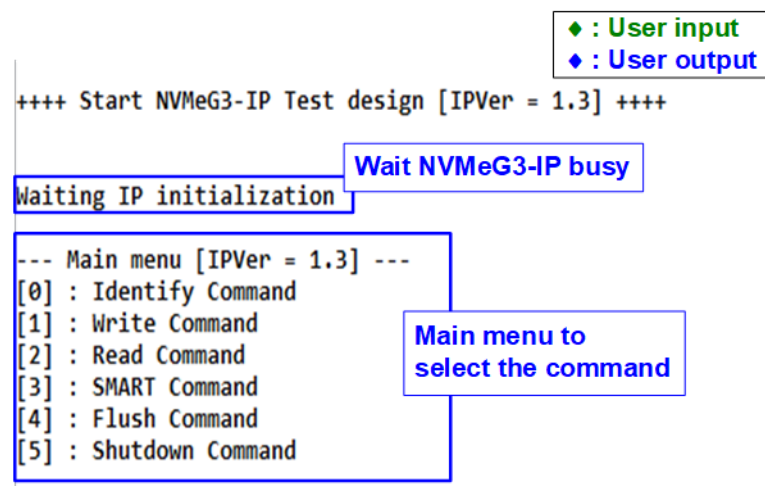 ♦ : User input
♦ : User output
++++ Start NVMeG3-IP Test design [IPVer = 1.3] ++++
Wait NVMeG3-IP busy
Waiting IP initialization
--- Main menu [IPVer = 1.3] ---
[0] : Identify Command
[1] : Write Command
[2] : Read Command
[3] : SMART Command
[4] : Flush Command
[5] : Shutdown Command
Main menu to
select the command